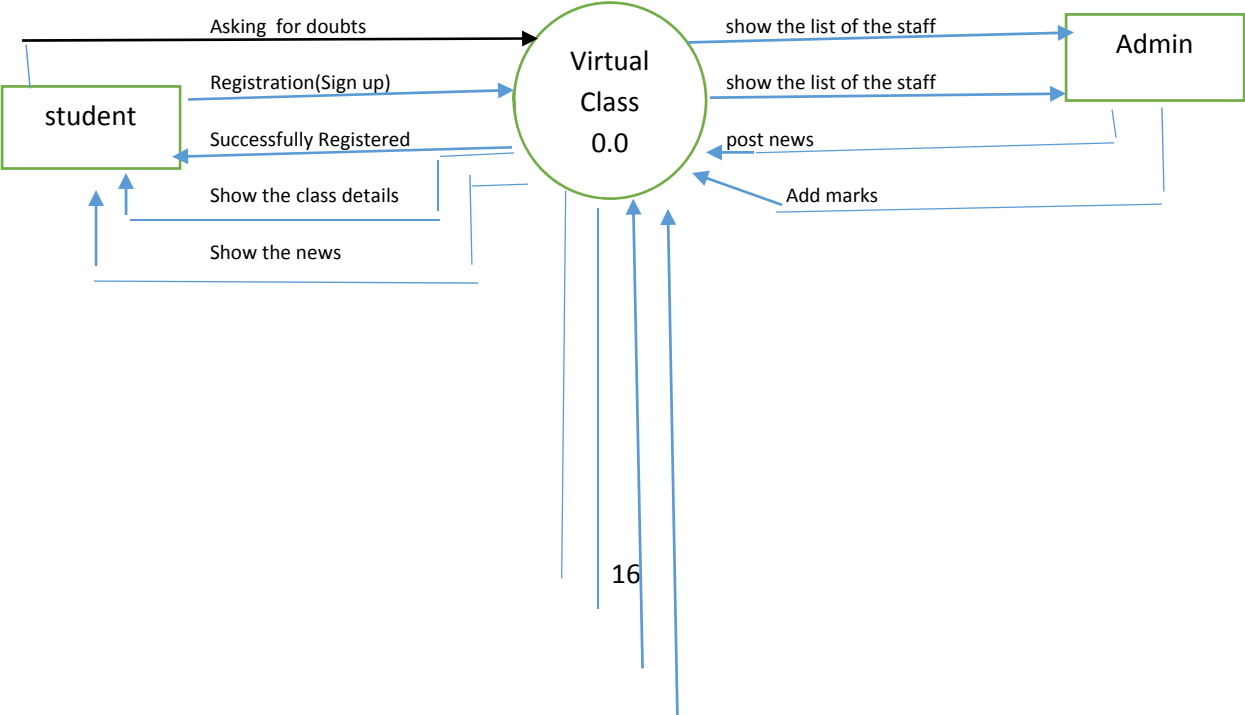 Asking  for doubts
show the list of the staff
Admin
Virtual
Class
0.0
Registration(Sign up)
show the list of the staff
student
Successfully Registered
post news
Show the class details
Add marks
Show the news
16